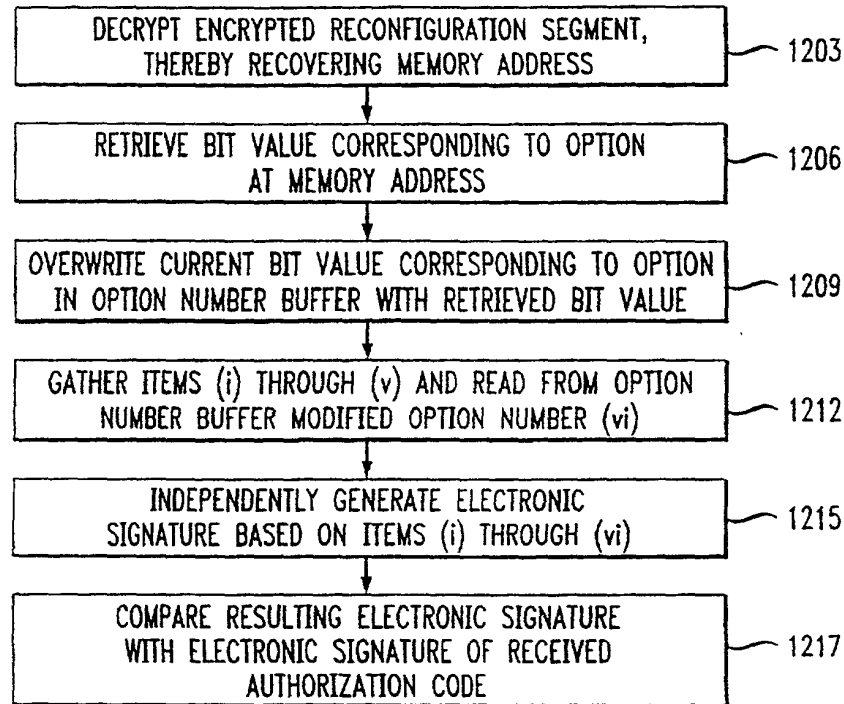 DECRYPT ENCRYPTED RECONFIGURATION SEGMENT,
THEREBY RECOVERING MEMORY ADDRESS
1203
RETRIEVE BIT VALUE CORRESPONDING TO OPTION
AT MEMORY ADDRESS
1206
OVERWRITE CURRENT BIT VALUE CORRESPONDING TO OPTION
IN OPTION NUMBER BUFFER WITH RETRIEVED BIT VALUE
1209
GATHER ITEMS (i) THROUGH (v) AND READ FROM OPTION
NUMBER BUFFER MODIFIED OPTION NUMBER (vi)
1212
INDEPENDENTLY GENERATE ELECTRONIC
SIGNATURE BASED ON ITEMS (i) THROUGH (vi)
1215
COMPARE RESULTING ELECTRONIC SIGNATURE
WITH ELECTRONIC SIGNATURE OF RECEIVED
AUTHORIZATION CODE
1217